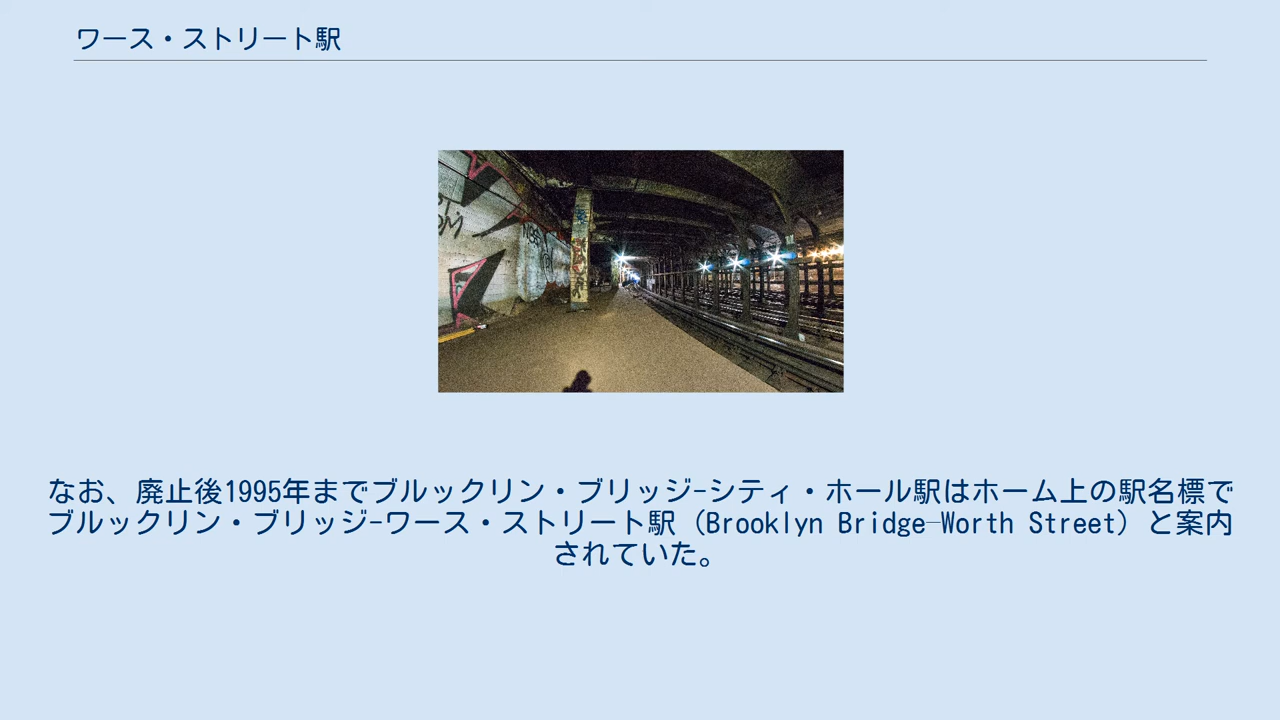 ワース・ストリート駅
なお、廃止後1995年までブルックリン・ブリッジ-シティ・ホール駅はホーム上の駅名標で
ブルックリン・ブリッジ-ワース・ストリート駅（Brooklyn Bridge–Worth Street）と案内
されていた。